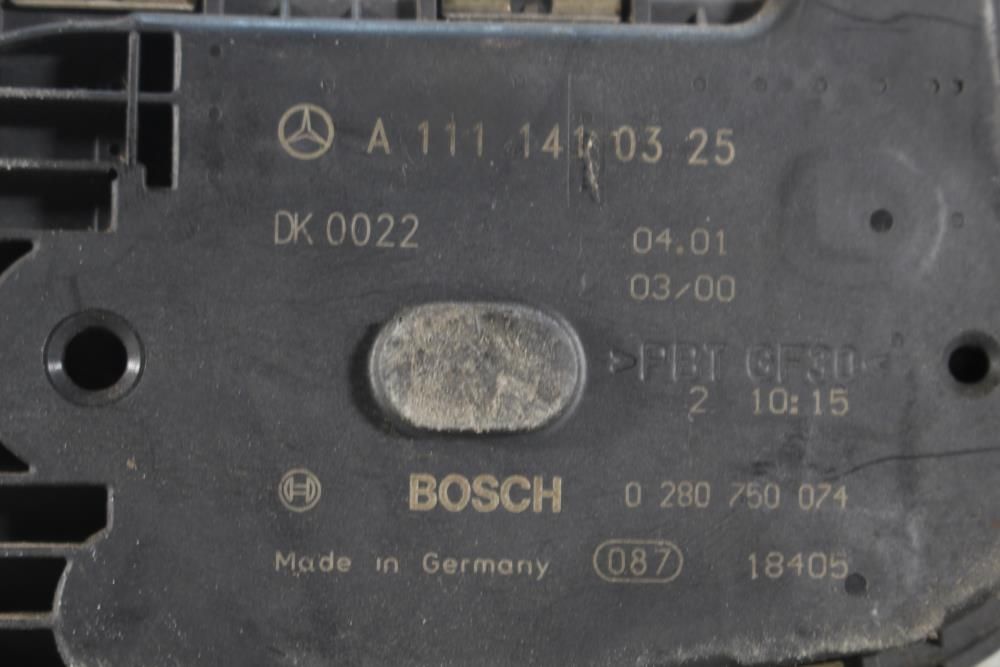 A 111 141 03 25
DK 0022 04.01
03/00
>PBT GF30<
2 10:15
BOSCH 0 280 750 074
Made in Germany 087 18405